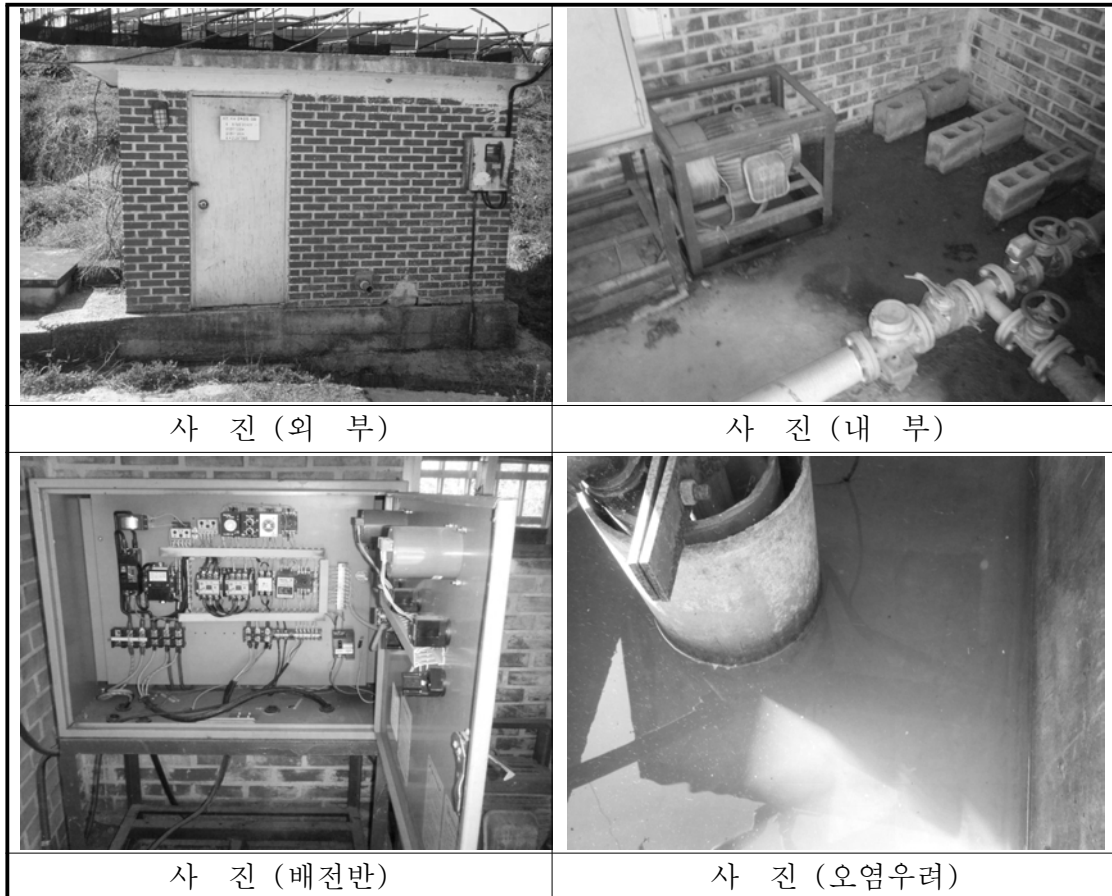 사 진 (외 부)
사 진 (내 부)
사 진 (배전반)
사 진 (오염우려)